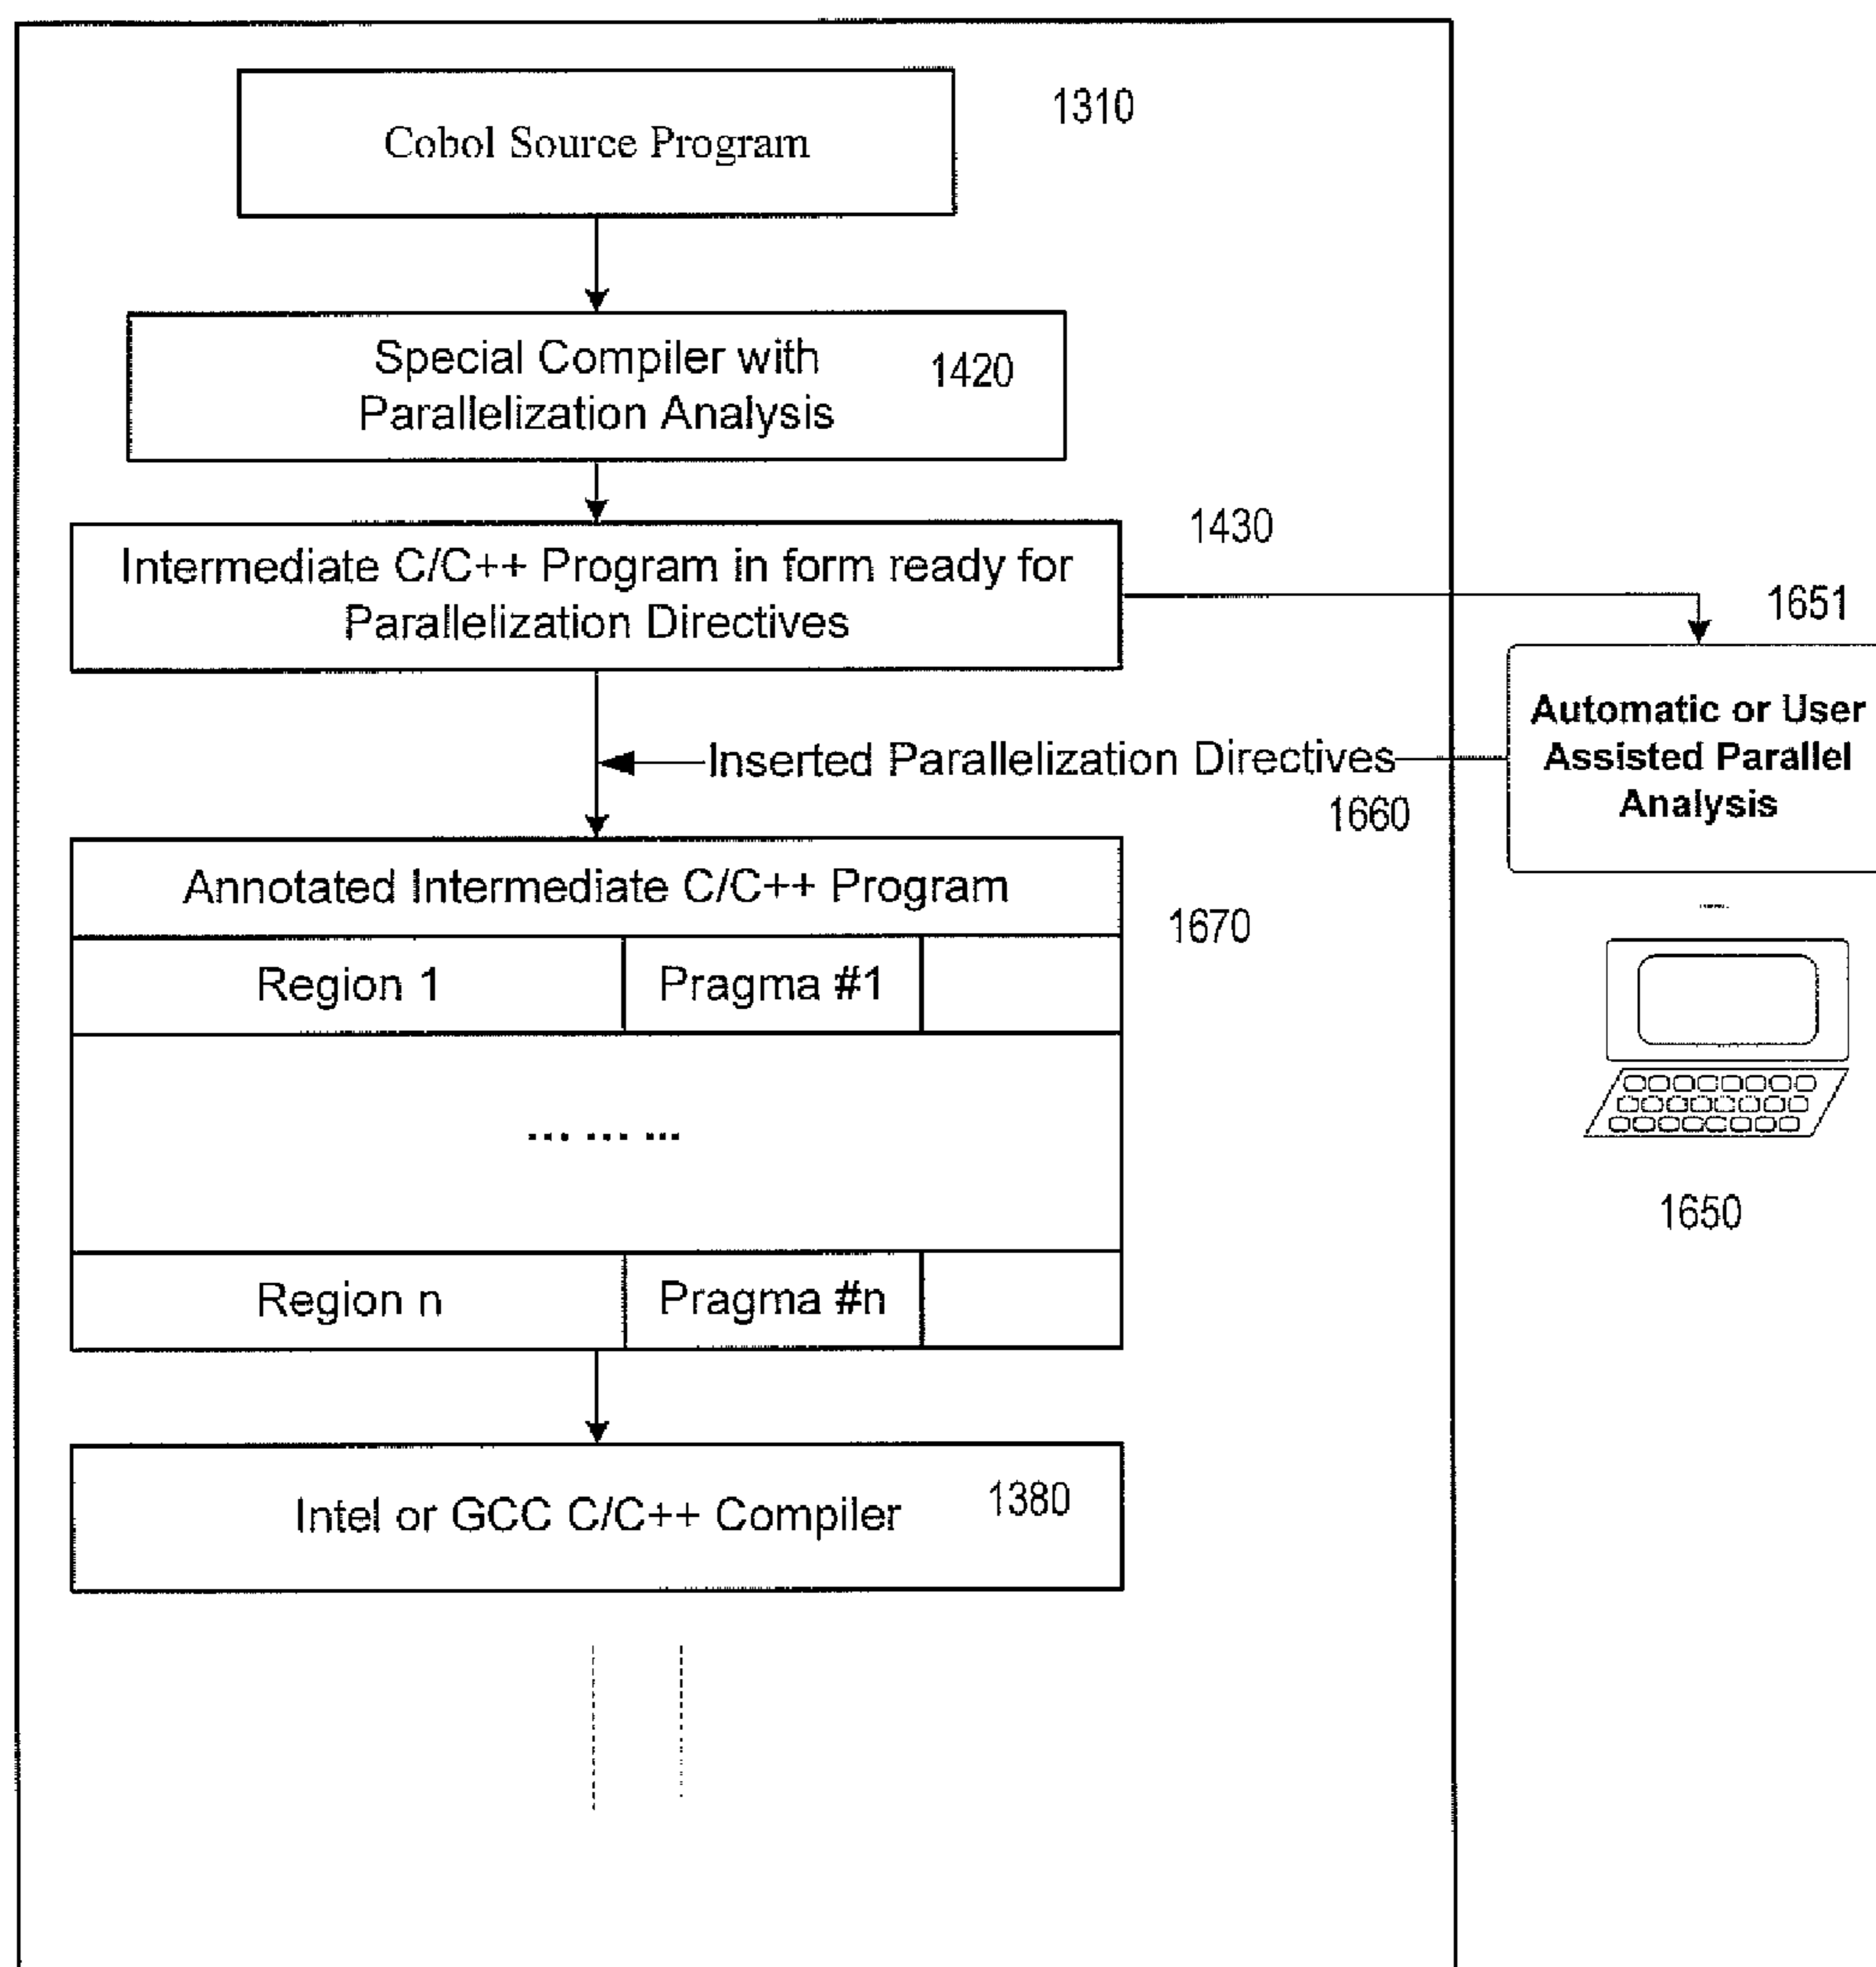 Cobol Source Program
1310
Special Compiler with
Parallelization Analysis
1420
Intermediate C/C++ Program in form ready for
Parallelization Directives
1430
1651
Automatic or User
Assisted Parallel
Analysis
Inserted Parallelization Directives
1660
Annotated Intermediate C/C++ Program
1670
Region 1
Pragma #1
... ... ...
Region n
Pragma #n
1650
Intel or GCC C/C++ Compiler
1380